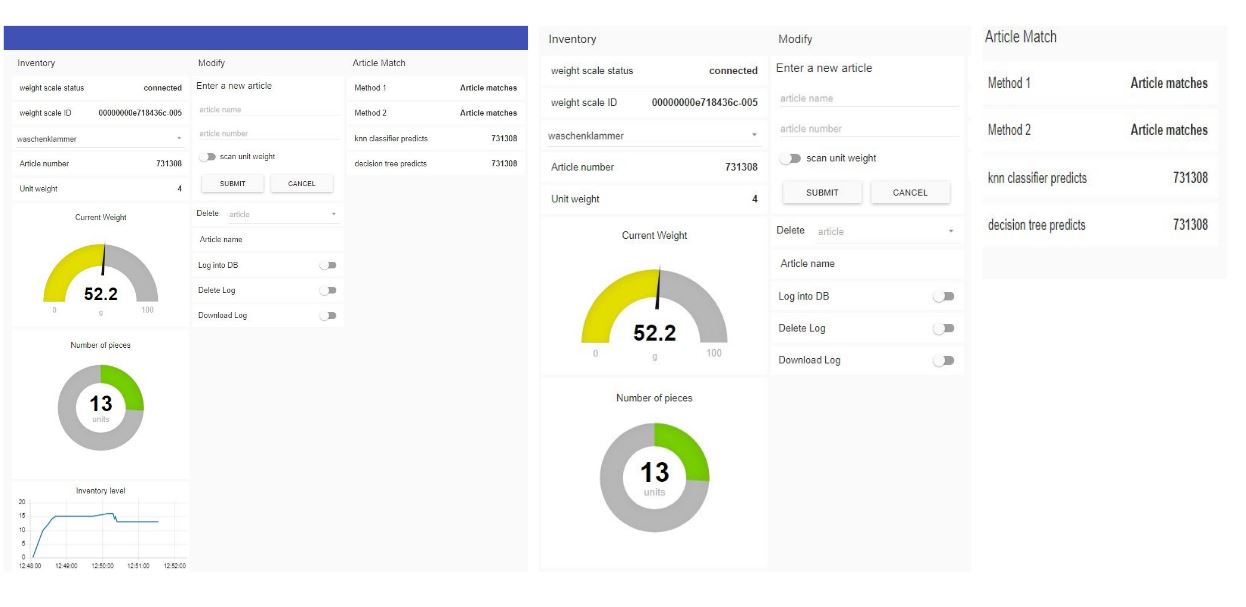 Inventory
weight scale status connected
weight scale ID 00000000e718436c-005
waschenklammer
Article number 731308
Unit weight 4
Current Weight
52.2
0 g 100
Number of pieces
13
units
Inventory level
20
15
10
5
0
12:48:00 12:49:00 12:50:00 12:51:00 12:52:00
Modify
Enter a new article
article name
article number
scan unit weight
SUBMIT CANCEL
Delete article
Article name
Log into DB
Delete Log
Download Log
Article Match
Method 1 Article matches
Method 2 Article matches
knn classifier predicts 731308
decision tree predicts 731308
Inventory
weight scale status connected
weight scale ID 00000000e718436c-005
waschenklammer
Article number 731308
Unit weight 4
Current Weight
52.2
0 g 100
Number of pieces
13
units
Modify
Enter a new article
article name
article number
scan unit weight
SUBMIT CANCEL
Delete article
Article name
Log into DB
Delete Log
Download Log
Article Match
Method 1 Article matches
Method 2 Article matches
knn classifier predicts 731308
decision tree predicts 731308